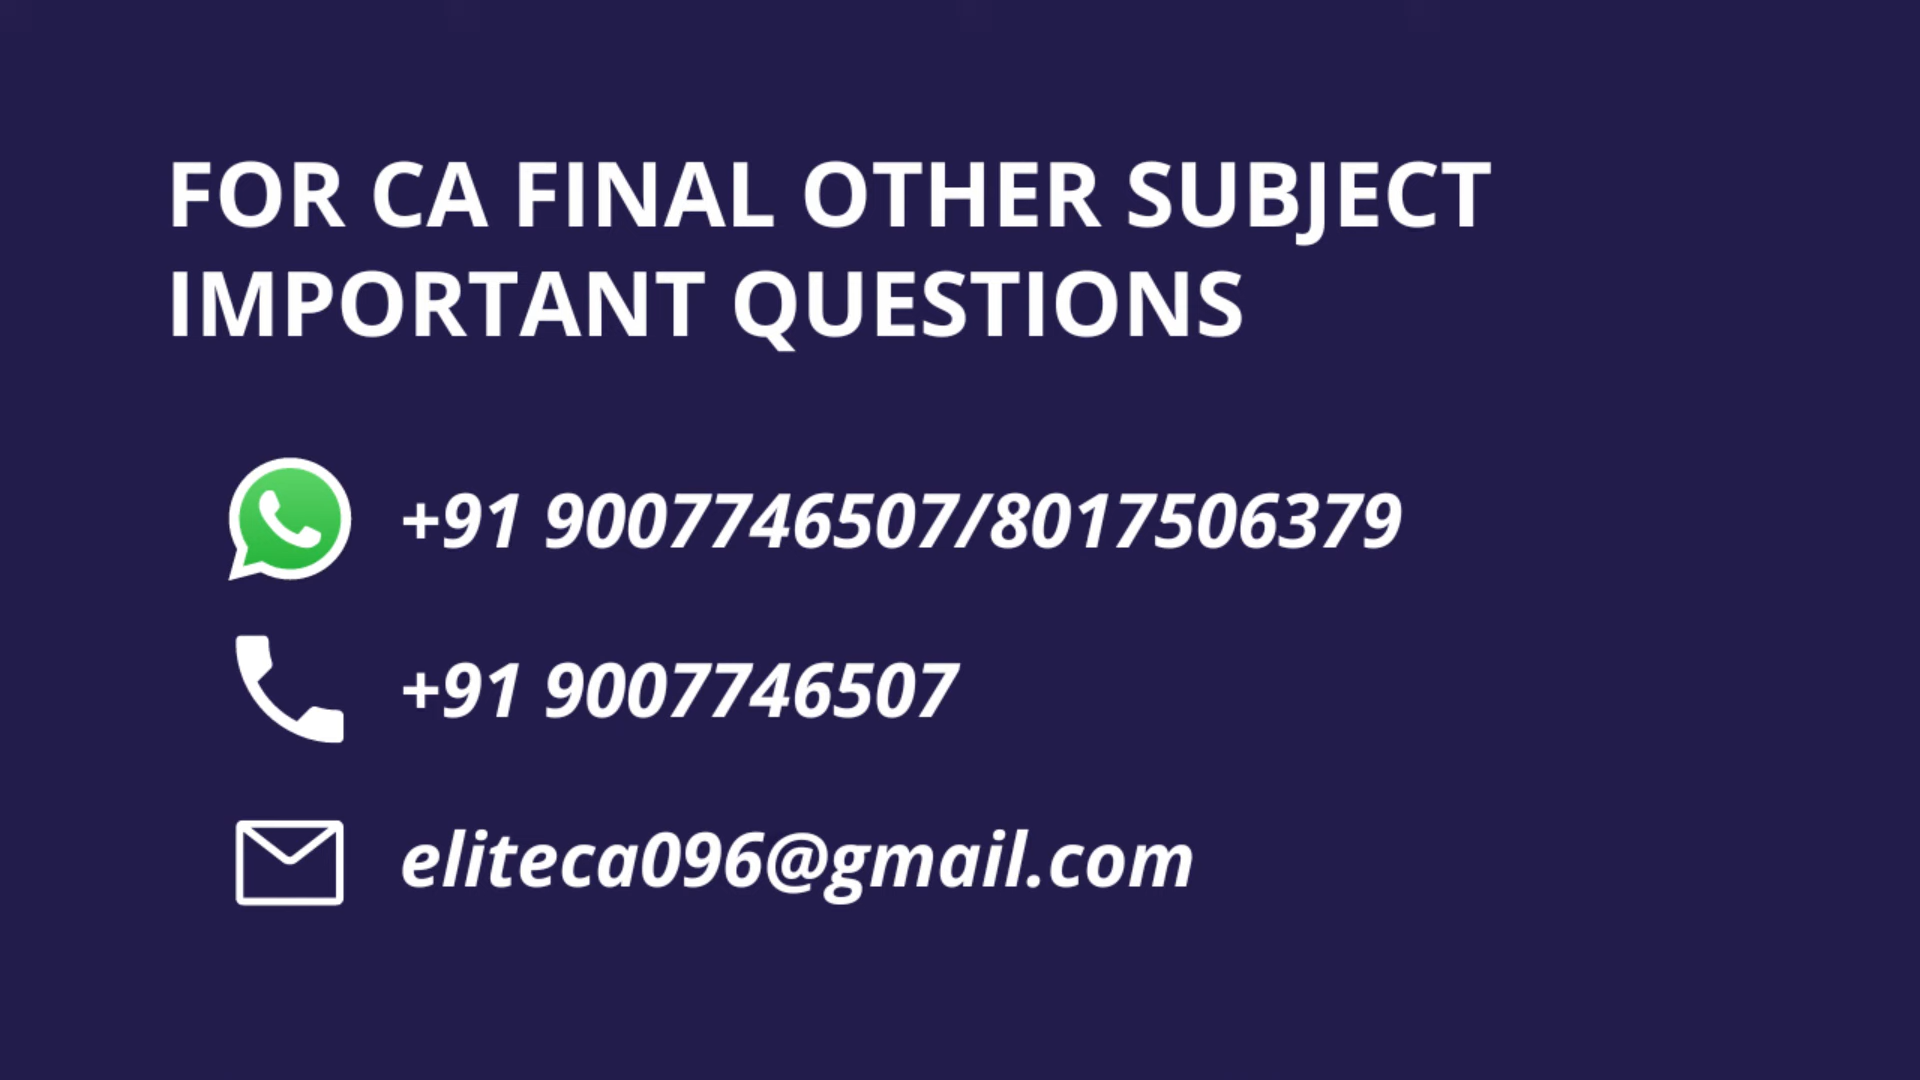 FOR CA FINAL OTHER SUBJECT
IMPORTANT QUESTIONS
+91 9007746507/8017506379
+91 9007746507
eliteca096@gmail.com